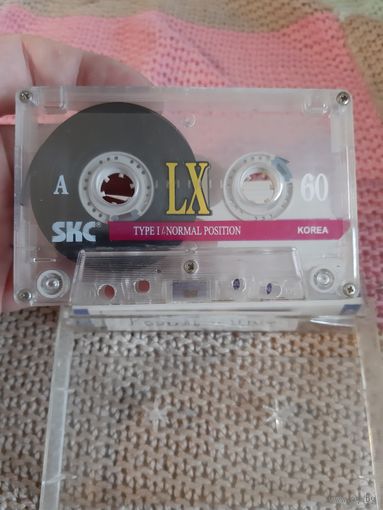 A LX 60
SKC TYPE I / NORMAL POSITION KOREA